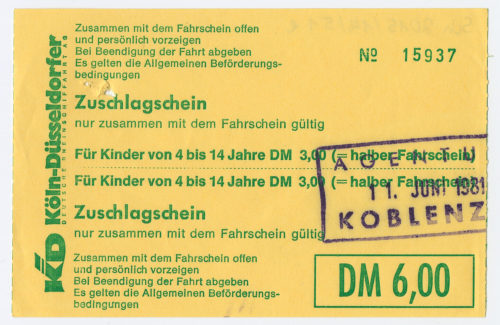 Zusammen mit dem Fahrschein offen
und persönlich vorzeigen
Bei Beendigung der Fahrt abgeben
Es gelten die Allgemeinen Beförderungs-
bedingungen
Nº 15937
Zuschlagschein
nur zusammen mit dem Fahrschein gültig
Für Kinder von 4 bis 14 Jahre DM 3,00 (= halber Fahrschein)
Für Kinder von 4 bis 14 Jahre DM 3,00 (= halber Fahrschein)
Zuschlagschein
nur zusammen mit dem Fahrschein gültig
Zusammen mit dem Fahrschein offen
und persönlich vorzeigen
Bei Beendigung der Fahrt abgeben
Es gelten die Allgemeinen Beförderungs-
bedingungen
DM 6,00
AGENTU
11. JUNI 1981
KOBLENZ
KD Köln-Düsseldorfer
DEUTSCHE RHEINSCHIFFAHRT AG